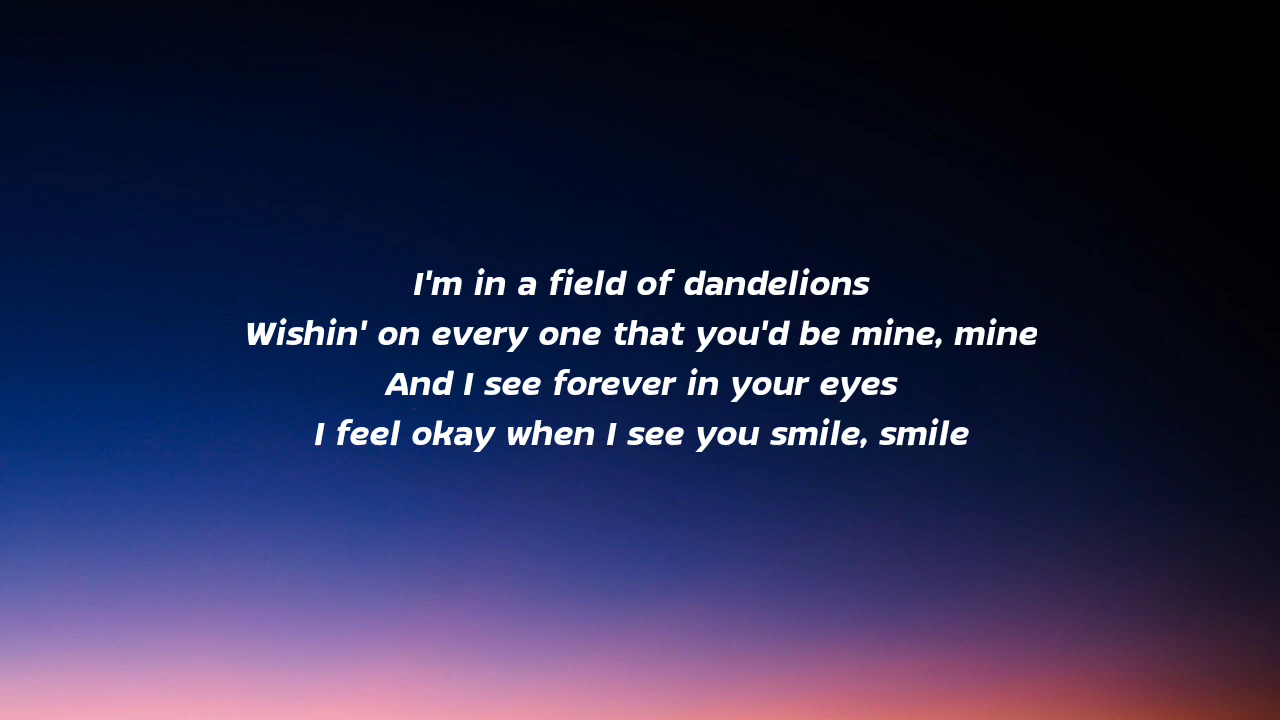 I'm in a field of dandelions
Wishin' on every one that you'd be mine, mine
And I see forever in your eyes
I feel okay when I see you smile, smile